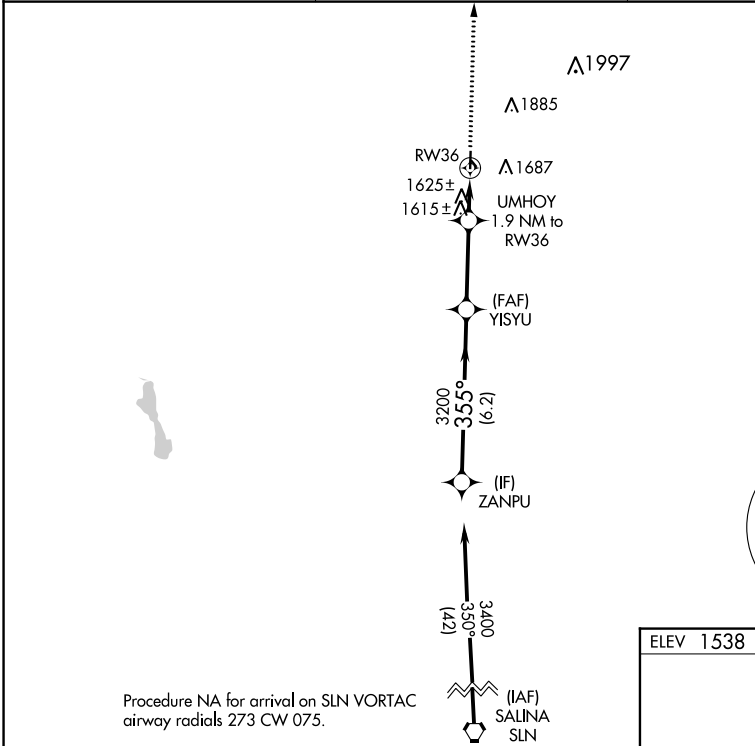 1997
1885
RW36
1687
1625±
1615±
UMHOY
1.9 NM to
RW36
(FAF)
YISYU
3200
355°
(6.2)
(IF)
ZANPU
3400
350°
(42)
ELEV 1538
(IAF)
SALINA
SLN
Procedure NA for arrival on SLN VORTAC
airway radials 273 CW 075.